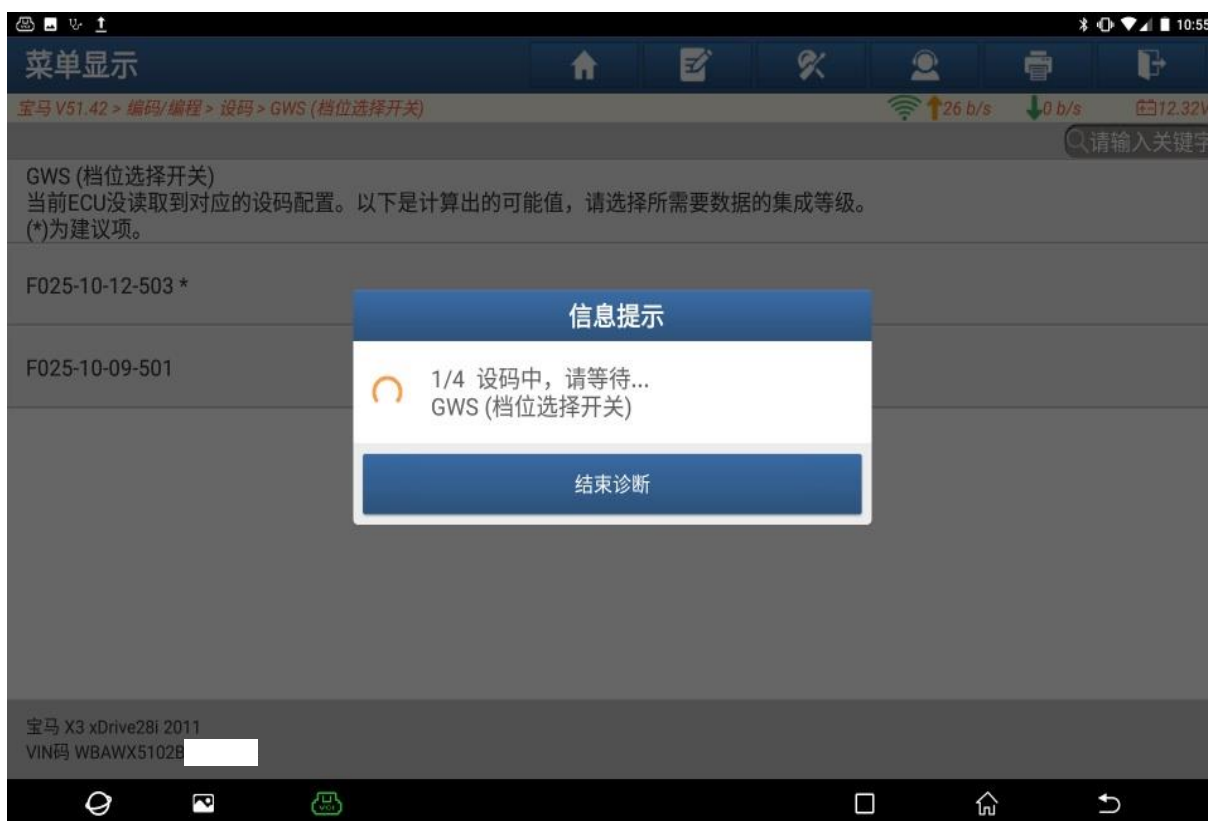 10:55
菜单显示
宝马 V51.42 > 编码/编程 > 设码 > GWS (档位选择开关)
26 b/s
0 b/s
12.32V
请输入关键字
GWS (档位选择开关)
当前ECU没读取到对应的设码配置。以下是计算出的可能值，请选择所需要数据的集成等级。
(*)为建议项。
F025-10-12-503 *
信息提示
F025-10-09-501
1/4 设码中，请等待...
GWS (档位选择开关)
结束诊断
宝马 X3 xDrive28i 2011
VIN码 WBAWX5102B
VCI